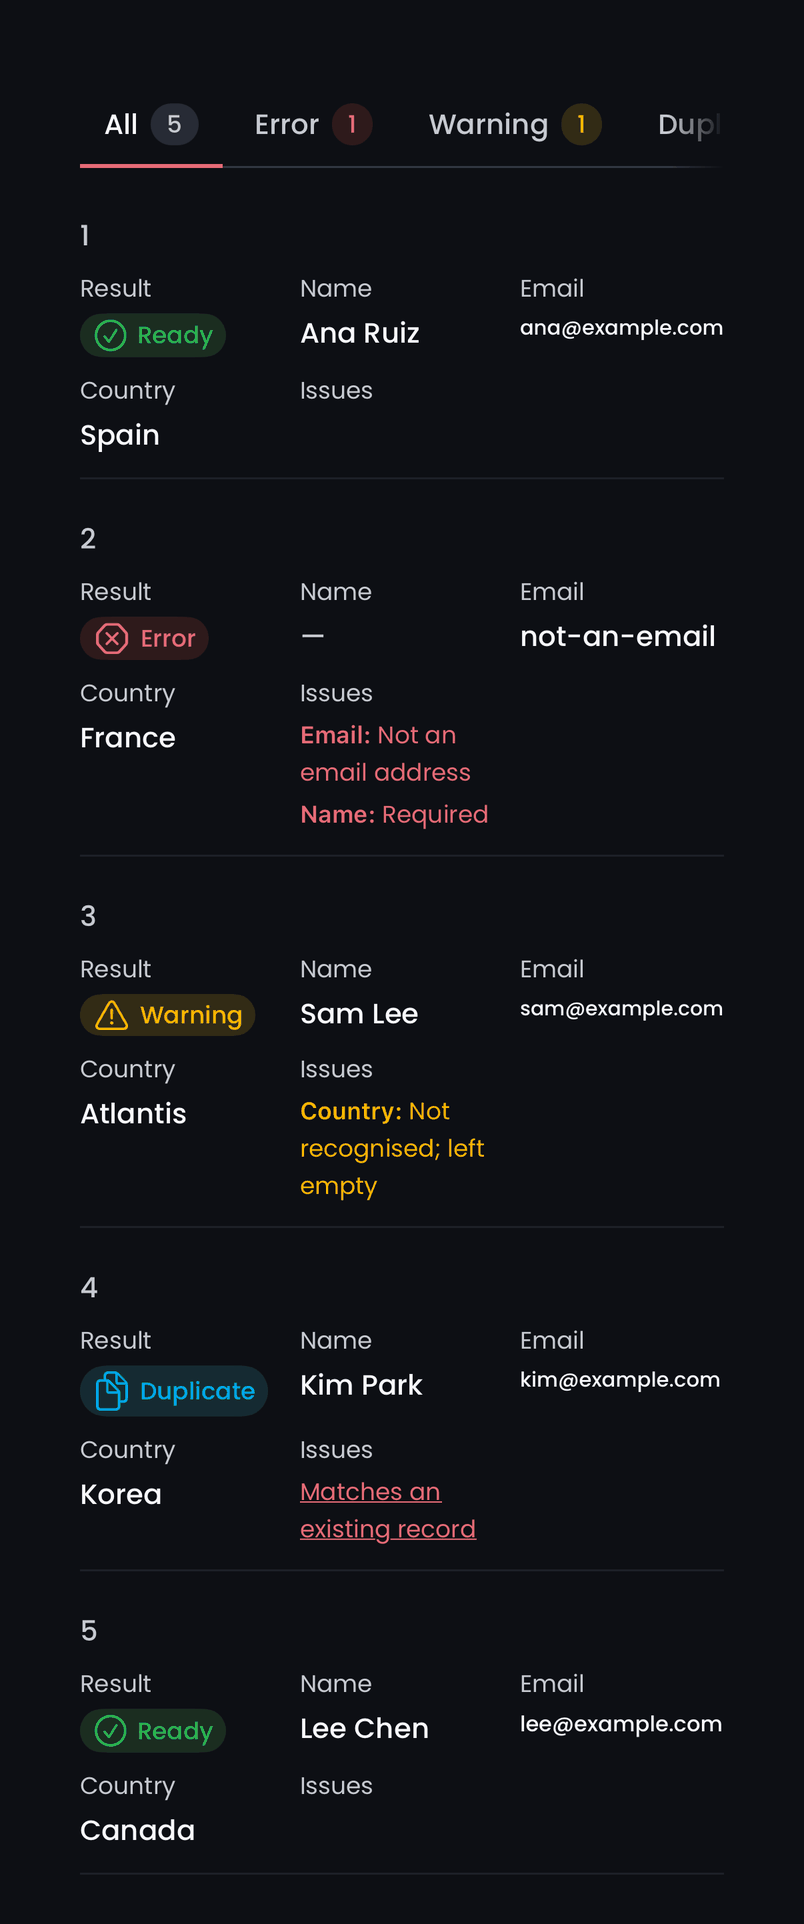 All 5 Error 1 Warning 1 Dupl
1
Result Name Email
Ready Ana Ruiz ana@example.com
Country Issues
Spain
2
Result Name Email
Error — not-an-email
Country Issues
France Email: Not an
email address
Name: Required
3
Result Name Email
Warning Sam Lee sam@example.com
Country Issues
Atlantis Country: Not
recognised; left
empty
4
Result Name Email
Duplicate Kim Park kim@example.com
Country Issues
Korea Matches an
existing record
5
Result Name Email
Ready Lee Chen lee@example.com
Country Issues
Canada